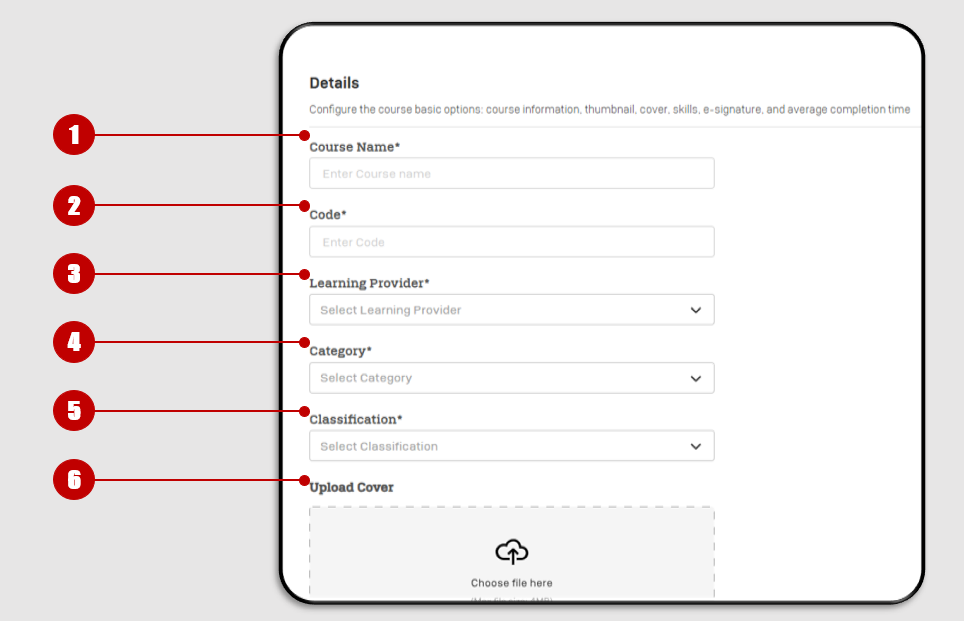 Details
Configure the course basic options: course information, thumbnail, cover, skills, e-signature, and average completion time
1
Course Name*
Enter Course name
2
Code*
Enter Code
3
Learning Provider*
Select Learning Provider
4
Category*
Select Category
5
Classification*
Select Classification
6
Upload Cover
Choose file here